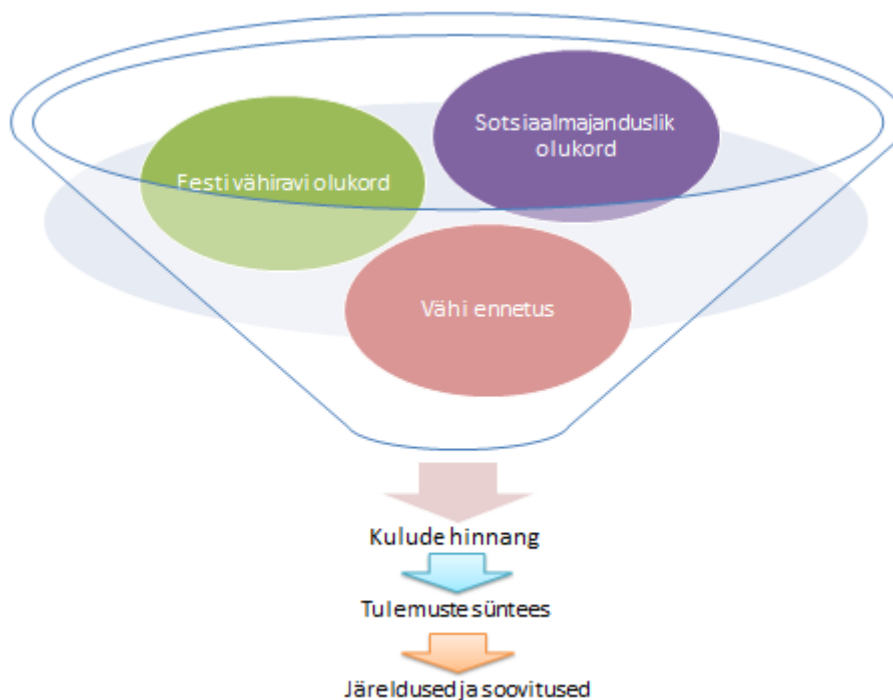 Sotsiaalmajanduslik
olukord
Eesti vähiravi olukord
Vähi ennetus
Kulude hinnang
Tulemuste süntees
Järeldused ja soovitused